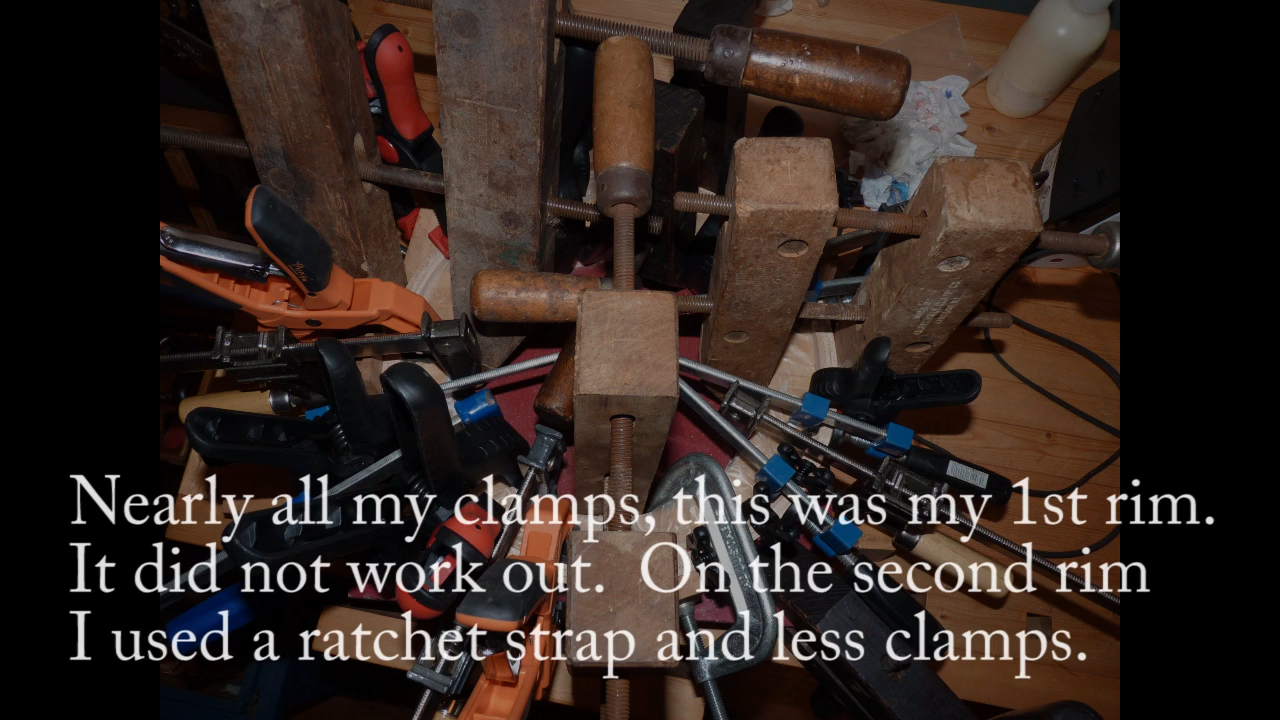 Nearly all my clamps, this was my 1st rim.
It did not work out.  On the second rim
I used a ratchet strap and less clamps.